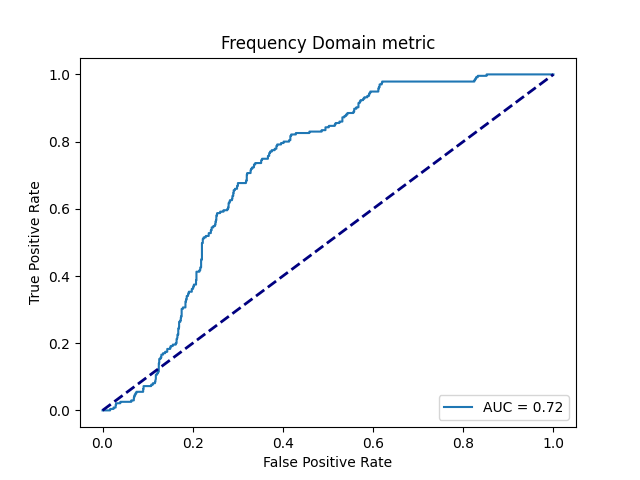 Frequency Domain metric
True Positive Rate
1.0
0.8
0.6
0.4
0.2
0.0
AUC = 0.72
0.0 0.2 0.4 0.6 0.8 1.0
False Positive Rate